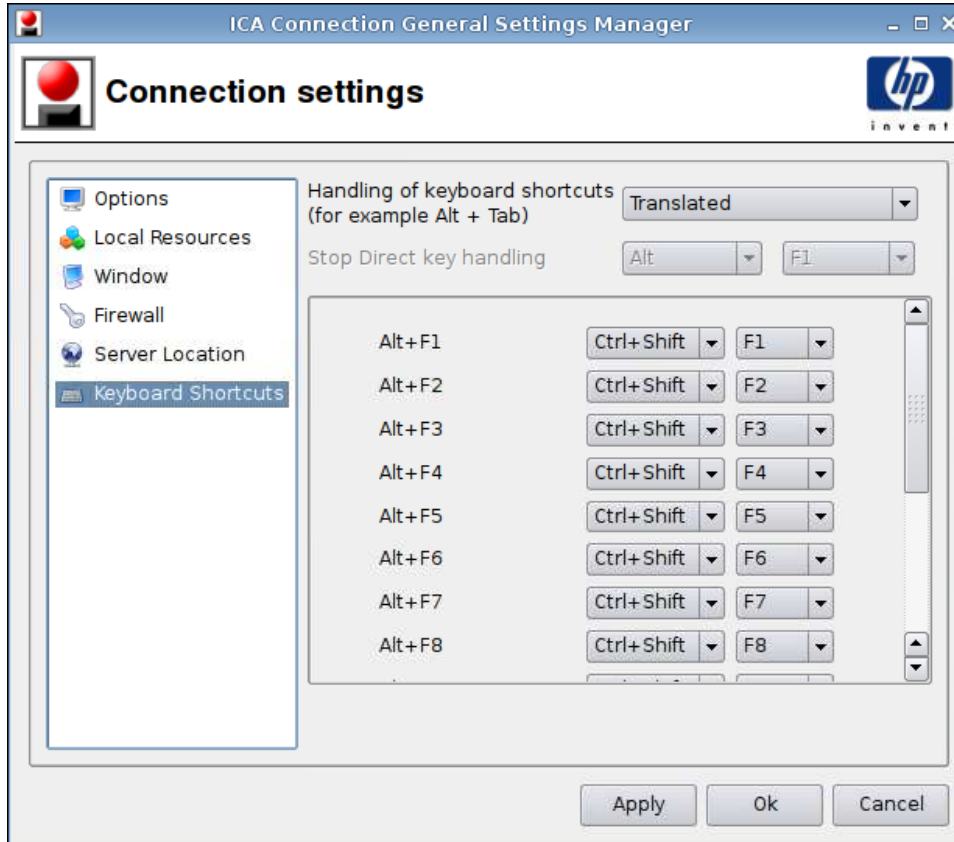 ICA Connection General Settings Manager
Connection settings
hp
invent
Options
Local Resources
Window
Firewall
Server Location
Keyboard Shortcuts
Handling of keyboard shortcuts
(for example Alt + Tab)
Translated
Stop Direct key handling Alt F1
Alt+F1 Ctrl+Shift F1
Alt+F2 Ctrl+Shift F2
Alt+F3 Ctrl+Shift F3
Alt+F4 Ctrl+Shift F4
Alt+F5 Ctrl+Shift F5
Alt+F6 Ctrl+Shift F6
Alt+F7 Ctrl+Shift F7
Alt+F8 Ctrl+Shift F8
Apply Ok Cancel